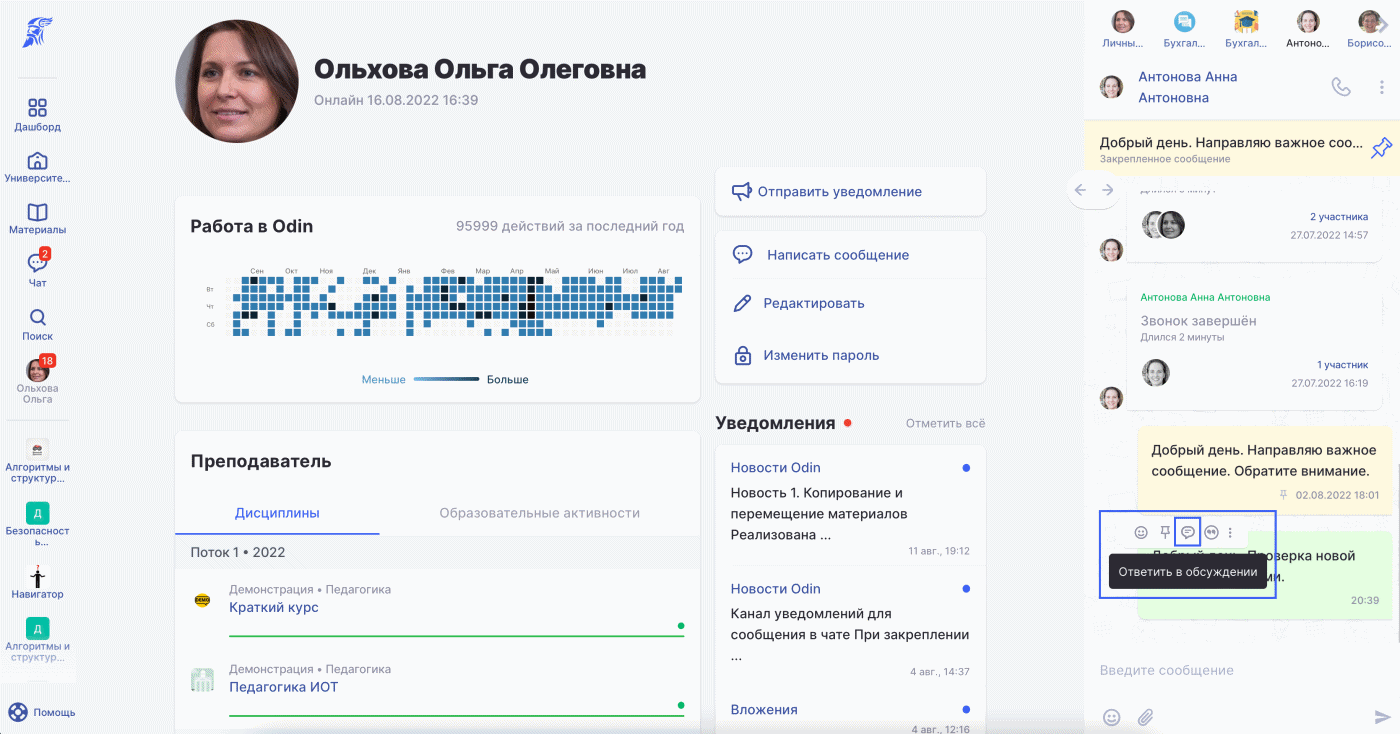 Дашборд
Университе...
Материалы
2
Чат
Поиск
18
Ольхова
Ольга
Алгоритмы и
структур...
Д
Безопасност
ь...
Навигатор
Д
Алгоритмы и
структур...
Помощь
Ольхова Ольга Олеговна
Онлайн 16.08.2022 16:39
Работа в Odin
95999 действий за последний год
Сен Окт Ноя Дек Янв Фев Мар Апр Май Июн Июл Авг
Вт
Чт
Сб
Меньше
Больше
Преподаватель
Дисциплины
Образовательные активности
Поток 1 • 2022
DEMO
Демонстрация • Педагогика
Краткий курс
Демонстрация • Педагогика
Педагогика ИОТ
Отправить уведомление
Написать сообщение
Редактировать
Изменить пароль
Уведомления
Отметить всё
Новости Odin
Новость 1. Копирование и
перемещение материалов
Реализована ...
11 авг., 19:12
Новости Odin
Канал уведомлений для
сообщения в чате При закреплении
...
4 авг., 14:37
Вложения
4 авг., 12:16
Личны...
Бухгал...
Бухгал...
Антоно...
Борисо...
Антонова Анна
Антоновна
Добрый день. Направляю важное соо...
Закрепленное сообщение
2 участника
27.07.2022 14:57
Антонова Анна Антоновна
Звонок завершён
Длился 2 минуты
1 участник
27.07.2022 16:19
Добрый день. Направляю важное
сообщение. Обратите внимание.
02.08.2022 18:01
Добрый день. Проверка новой
ми.
Ответить в обсуждении
20:39
Введите сообщение